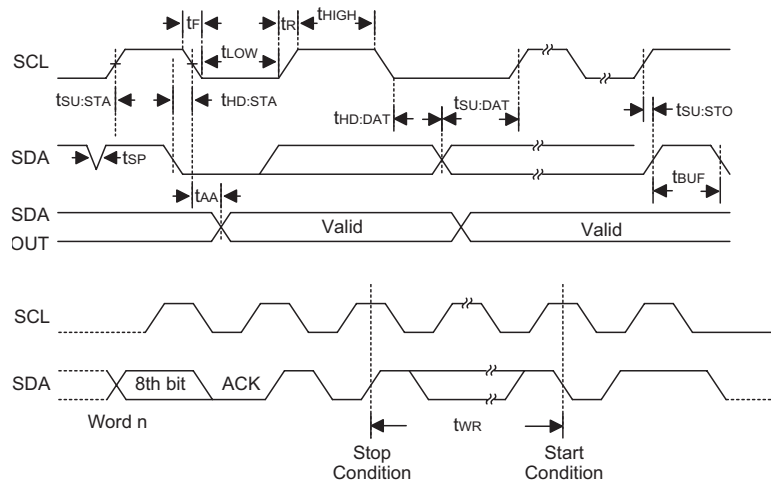 tF tR tHIGH
SCL tLOW
tSU:STA tHD:STA tHD:DAT tSU:DAT tSU:STO
SDA tSP tBUF
tAA
SDA
OUT Valid Valid
SCL
SDA 8th bit ACK
Word n tWR
Stop Start
Condition Condition